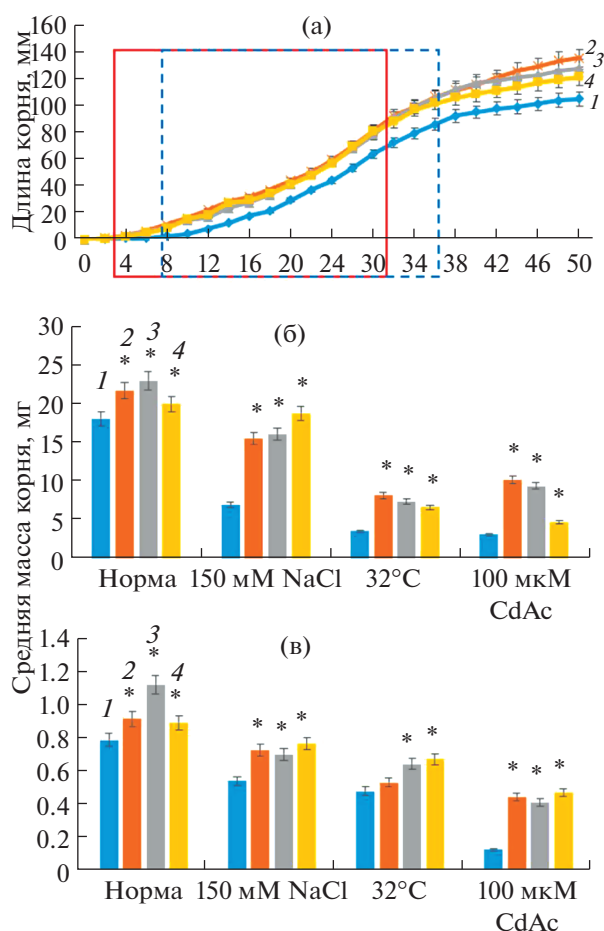 (а)
Длина корня, мм
160
140
120
100
80
60
40
20
0
2
3
4
1
0 4 8 12 16 20 24 30 34 38 42 46 50
(б)
Средняя масса корня, мг
30
25
20
15
10
5
0
1 2 3 4
* * *
* * *
* * *
* * *
Норма 150 мМ NaCl 32°C 100 мкМ
CdAc
(в)
1.4
1.2
1.0
0.8
0.6
0.4
0.2
0
1 2 3 4
* * *
* * *
* *
* * *
Норма 150 мМ NaCl 32°C 100 мкМ
CdAc